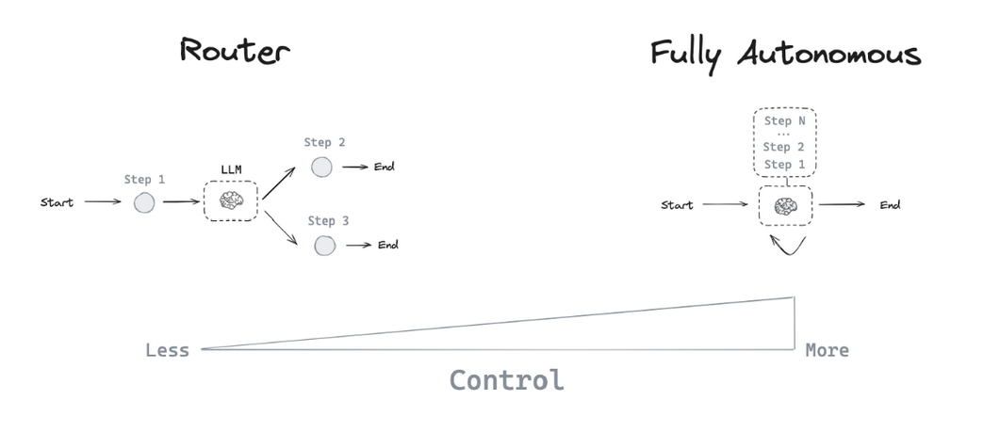 Router
Fully Autonomous
LLM
Step 1
Step 2
Step 3
Start
End
End
Step N
...
Step 2
Step 1
Start
End
Less
More
Control